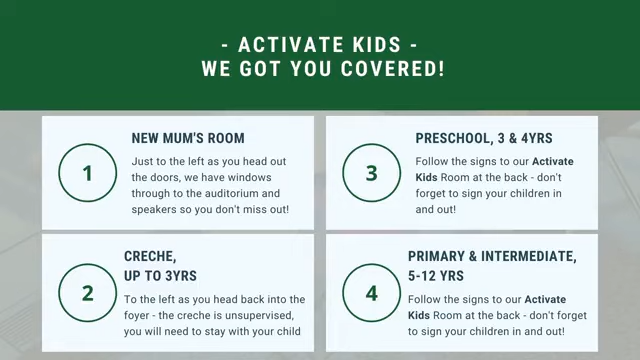 - ACTIVATE KIDS -
WE GOT YOU COVERED!
1
NEW MUM'S ROOM
Just to the left as you head out
the doors, we have windows
through to the auditorium and
speakers so you don't miss out!
2
CRECHE,
UP TO 3YRS
To the left as you head back into the
foyer - the creche is unsupervised,
you will need to stay with your child
3
PRESCHOOL, 3 & 4YRS
Follow the signs to our Activate
Kids Room at the back - don't
forget to sign your children in
and out!
4
PRIMARY & INTERMEDIATE,
5-12 YRS
Follow the signs to our Activate
Kids Room at the back - don't forget
to sign your children in and out!